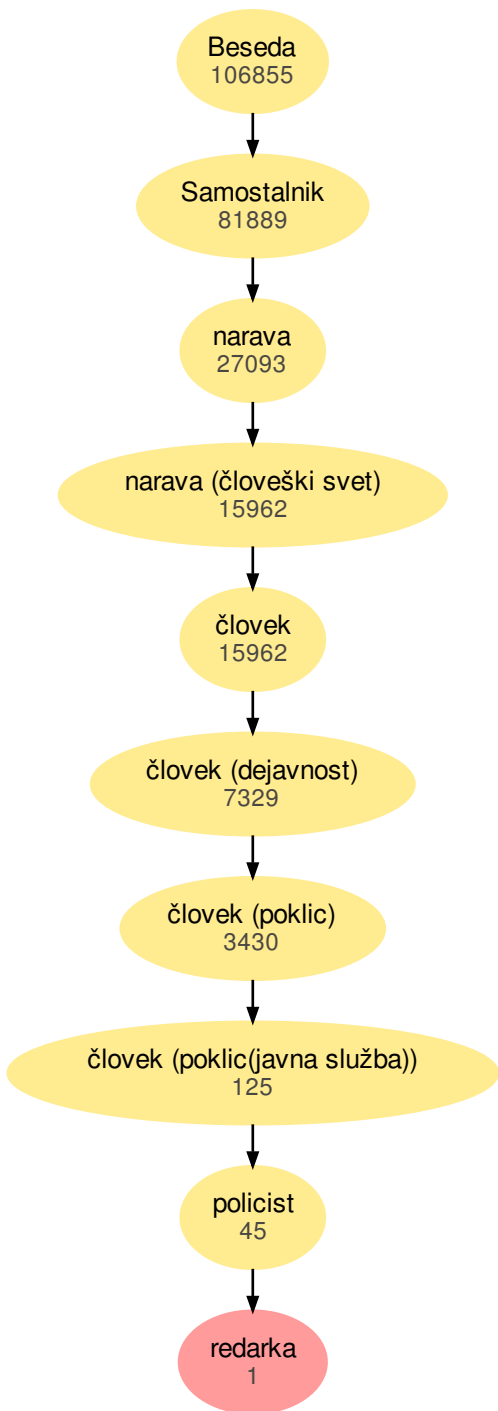 Beseda
106855
Samostalnik
81889
narava
27093
narava (človeški svet)
15962
človek
15962
človek (dejavnost)
7329
človek (poklic)
3430
človek (poklic(javna služba))
125
policist
45
redarka
1